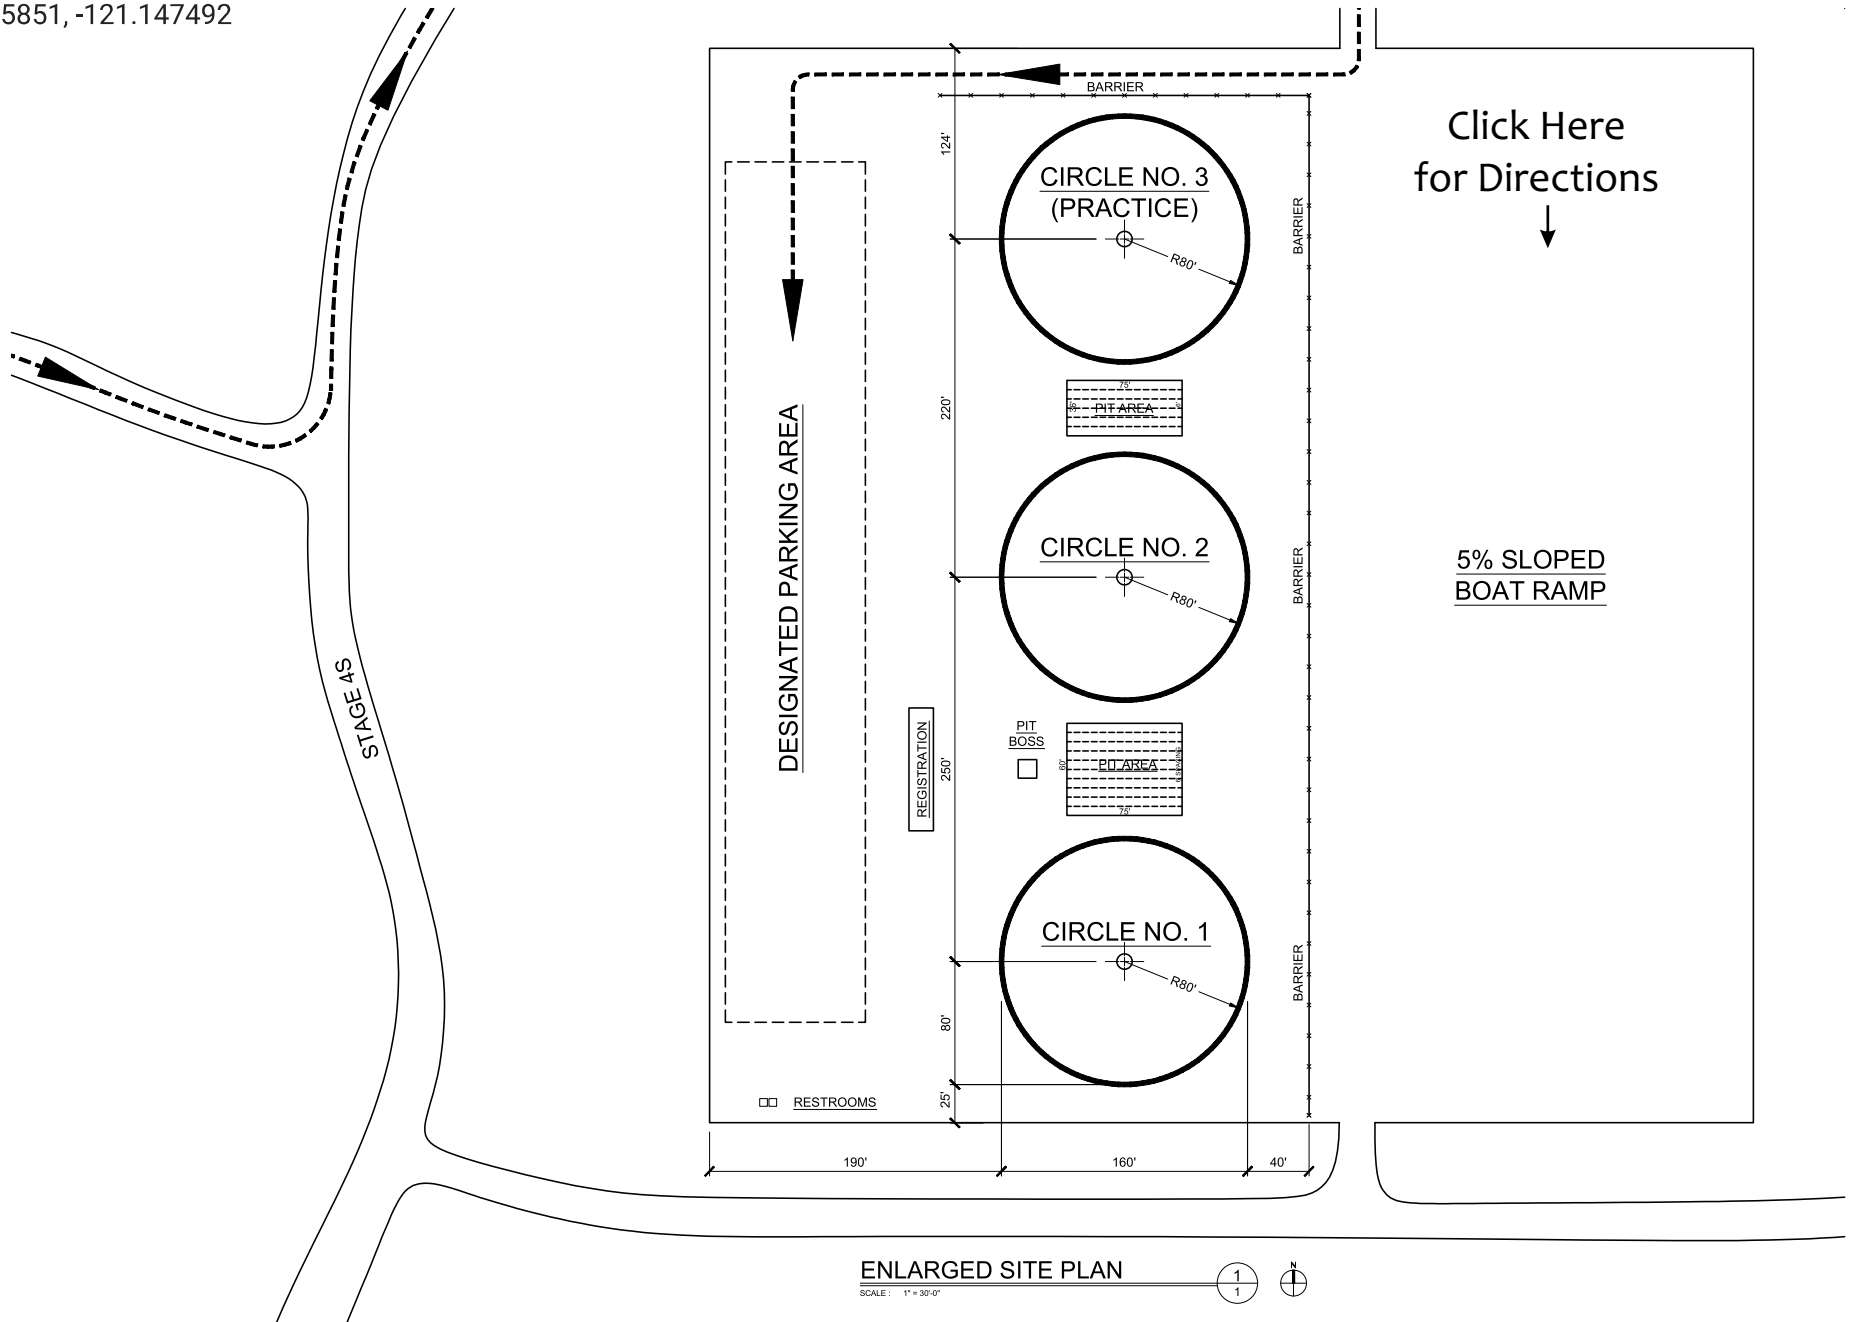 5851, -121.147492
BARRIER
124'
Click Here
for Directions
CIRCLE NO. 3
(PRACTICE)
R80'
BARRIER
75'
PIT AREA
220'
DESIGNATED PARKING AREA
CIRCLE NO. 2
R80'
BARRIER
5% SLOPED
BOAT RAMP
STAGE 4S
REGISTRATION
250'
PIT
BOSS
60'
75'
CIRCLE NO. 1
R80'
BARRIER
80'
25'
RESTROOMS
190'
160'
40'
ENLARGED SITE PLAN
SCALE : 1" = 30'-0"
1
1
N